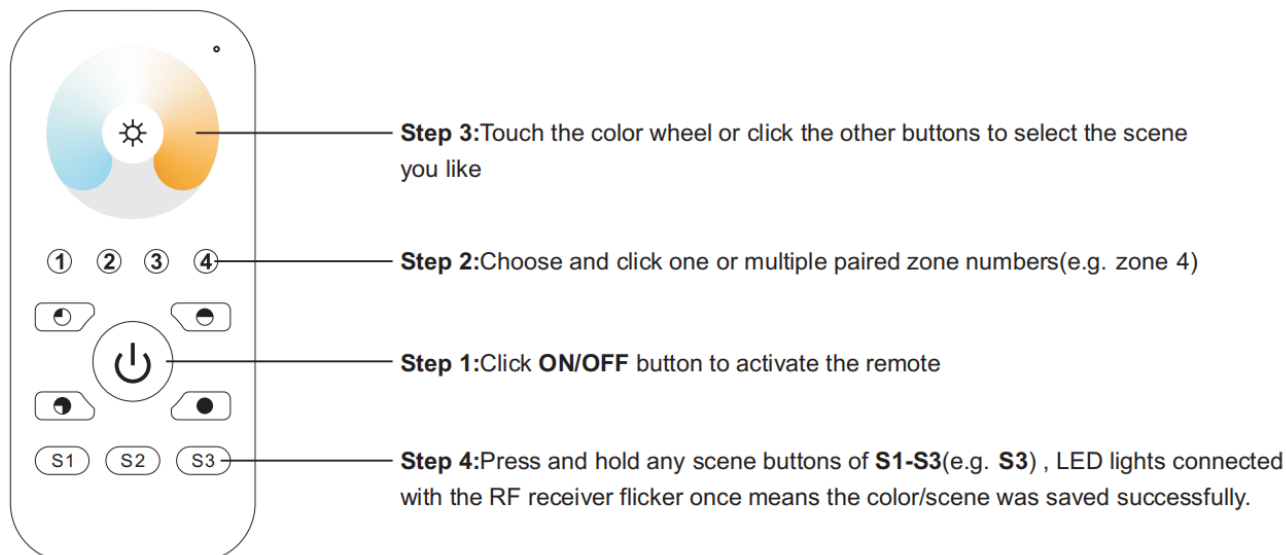 Step 3:Touch the color wheel or click the other buttons to select the scene
you like
① ② ③ ④
Step 2:Choose and click one or multiple paired zone numbers(e.g. zone 4)
Step 1:Click ON/OFF button to activate the remote
S1 S2 S3
Step 4:Press and hold any scene buttons of S1-S3(e.g. S3) , LED lights connected
with the RF receiver flicker once means the color/scene was saved successfully.